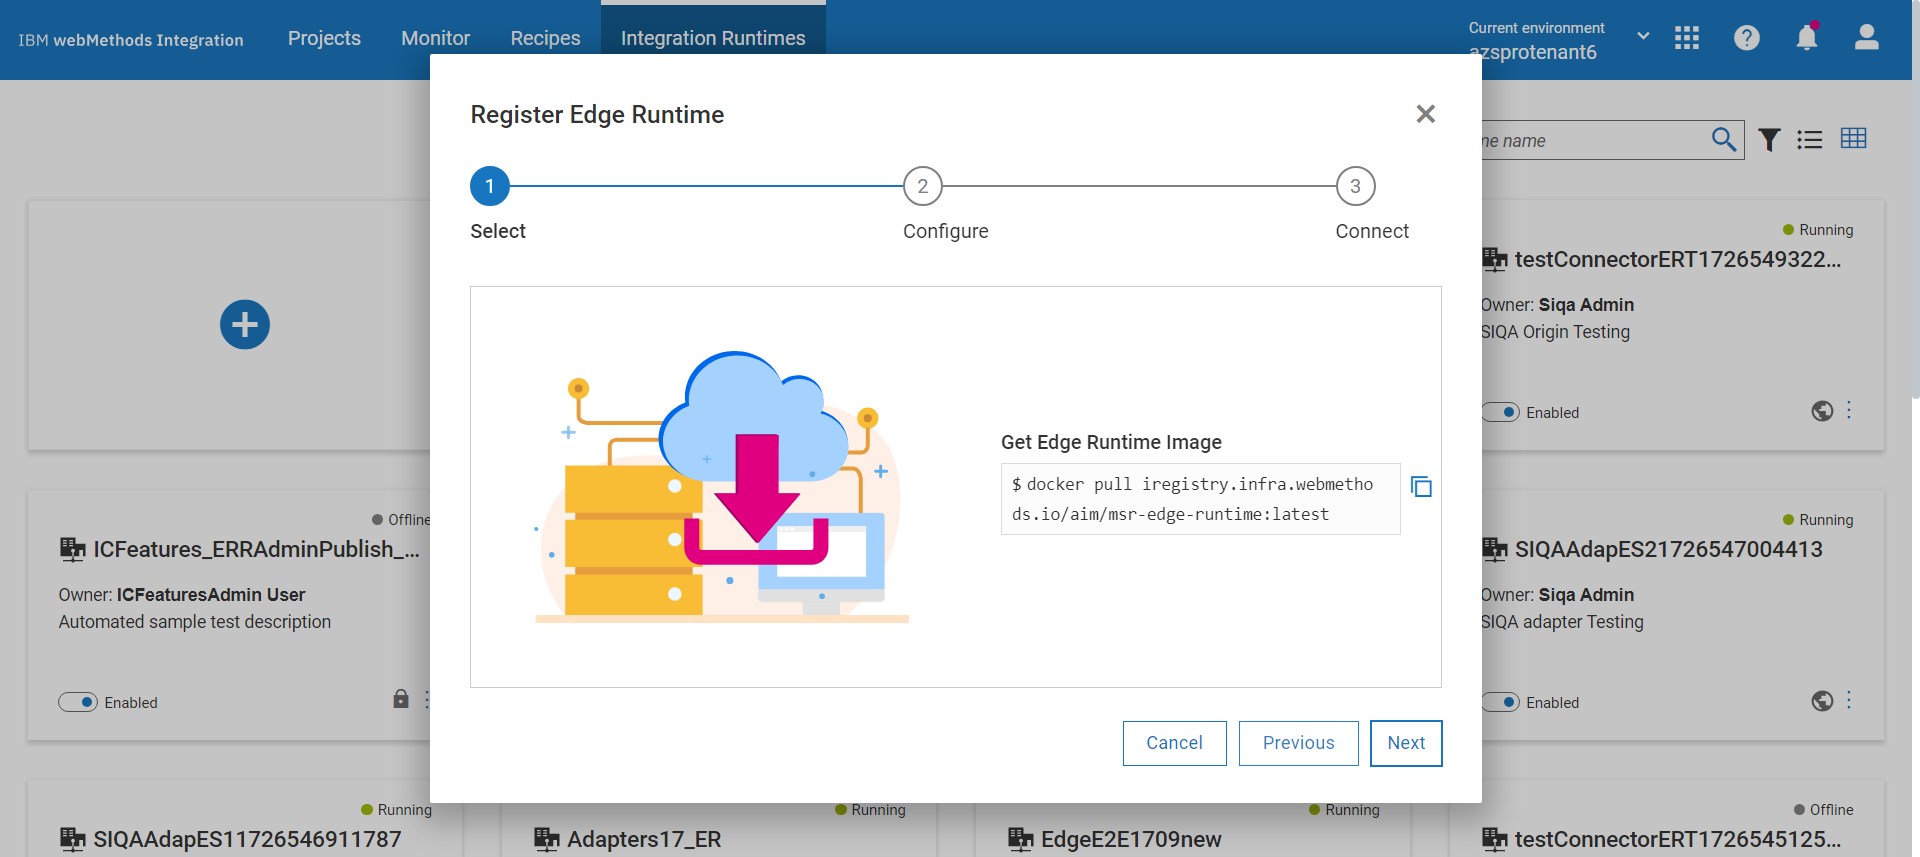 IBM webMethods Integration
Projects
Monitor
Recipes
Integration Runtimes
Current environment
azsprotenant6
Register Edge Runtime
ne name
1
2
3
Select
Configure
Connect
Running
testConnectorERT1726549322...
Owner: Siqa Admin
SIQA Origin Testing
Enabled
Get Edge Runtime Image
$ docker pull iregistry.infra.webmetho
ds.io/aim/msr-edge-runtime:latest
Offline
ICFeatures_ERRAdminPublish_...
Owner: ICFeaturesAdmin User
Automated sample test description
Enabled
Running
SIQAAdapES21726547004413
Owner: Siqa Admin
SIQA adapter Testing
Enabled
Cancel
Previous
Next
Running
SIQAAdapES11726546911787
Running
Adapters17_ER
Running
EdgeE2E1709new
Offline
testConnectorERT1726545125...